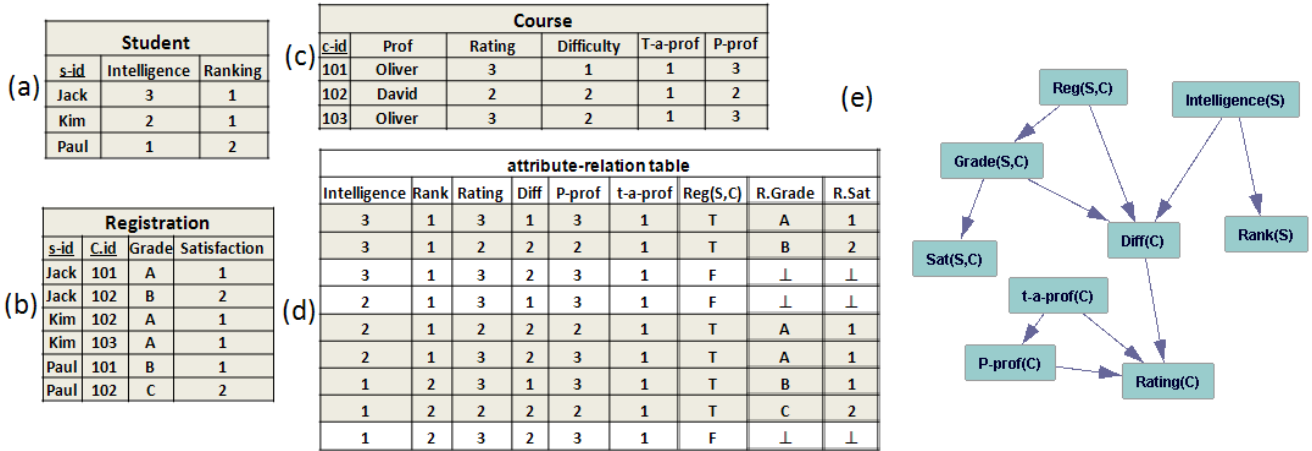 (a)
Student
s-id Intelligence Ranking
Jack 3 1
Kim 2 1
Paul 1 2
(b)
Registration
s-id C.id Grade Satisfaction
Jack 101 A 1
Jack 102 B 2
Kim 102 A 1
Kim 103 A 1
Paul 101 B 1
Paul 102 C 2
(c)
Course
c-id Prof Rating Difficulty T-a-prof P-prof
101 Oliver 3 1 1 3
102 David 2 2 1 2
103 Oliver 3 2 1 3
(d)
attribute-relation table
Intelligence Rank Rating Diff P-prof t-a-prof Reg(S,C) R.Grade R.Sat
3 1 3 1 3 1 T A 1
3 1 2 2 2 1 T B 2
3 1 3 2 3 1 F ⊥ ⊥
2 1 3 1 3 1 F ⊥ ⊥
2 1 2 2 2 1 T A 1
2 1 3 2 3 1 T A 1
1 2 3 1 3 1 T B 1
1 2 2 2 2 1 T C 2
1 2 3 2 3 1 F ⊥ ⊥
(e)
Reg(S,C)
Intelligence(S)
Grade(S,C)
Sat(S,C)
Diff(C)
Rank(S)
t-a-prof(C)
P-prof(C)
Rating(C)